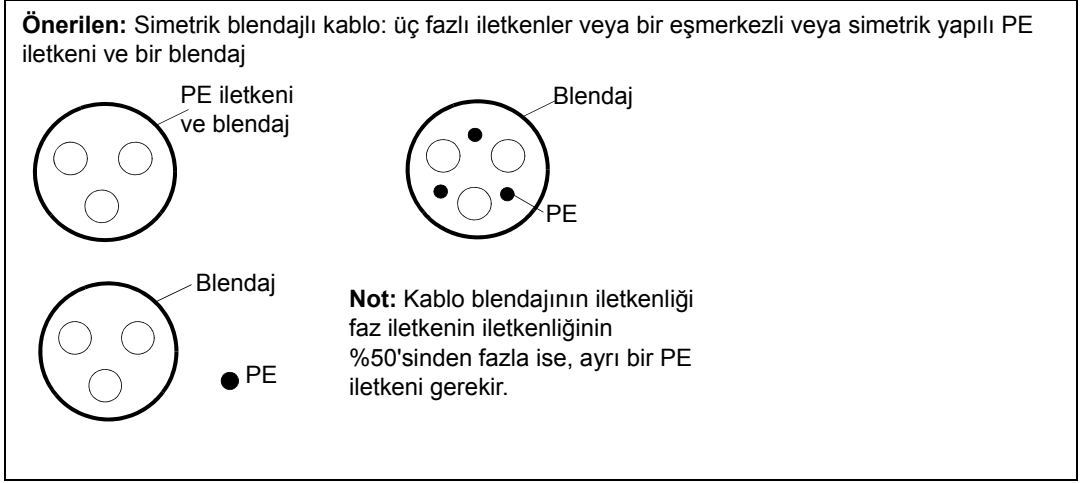 Önerilen: Simetrik blendajlı kablo: üç fazlı iletkenler veya bir eşmerkezli veya simetrik yapılı PE
iletkeni ve bir blendaj
PE iletkeni
ve blendaj
Blendaj
PE
Blendaj
PE
Not: Kablo blendajının iletkenliği
faz iletkenin iletkenliğinin
%50'sinden fazla ise, ayrı bir PE
iletkeni gerekir.